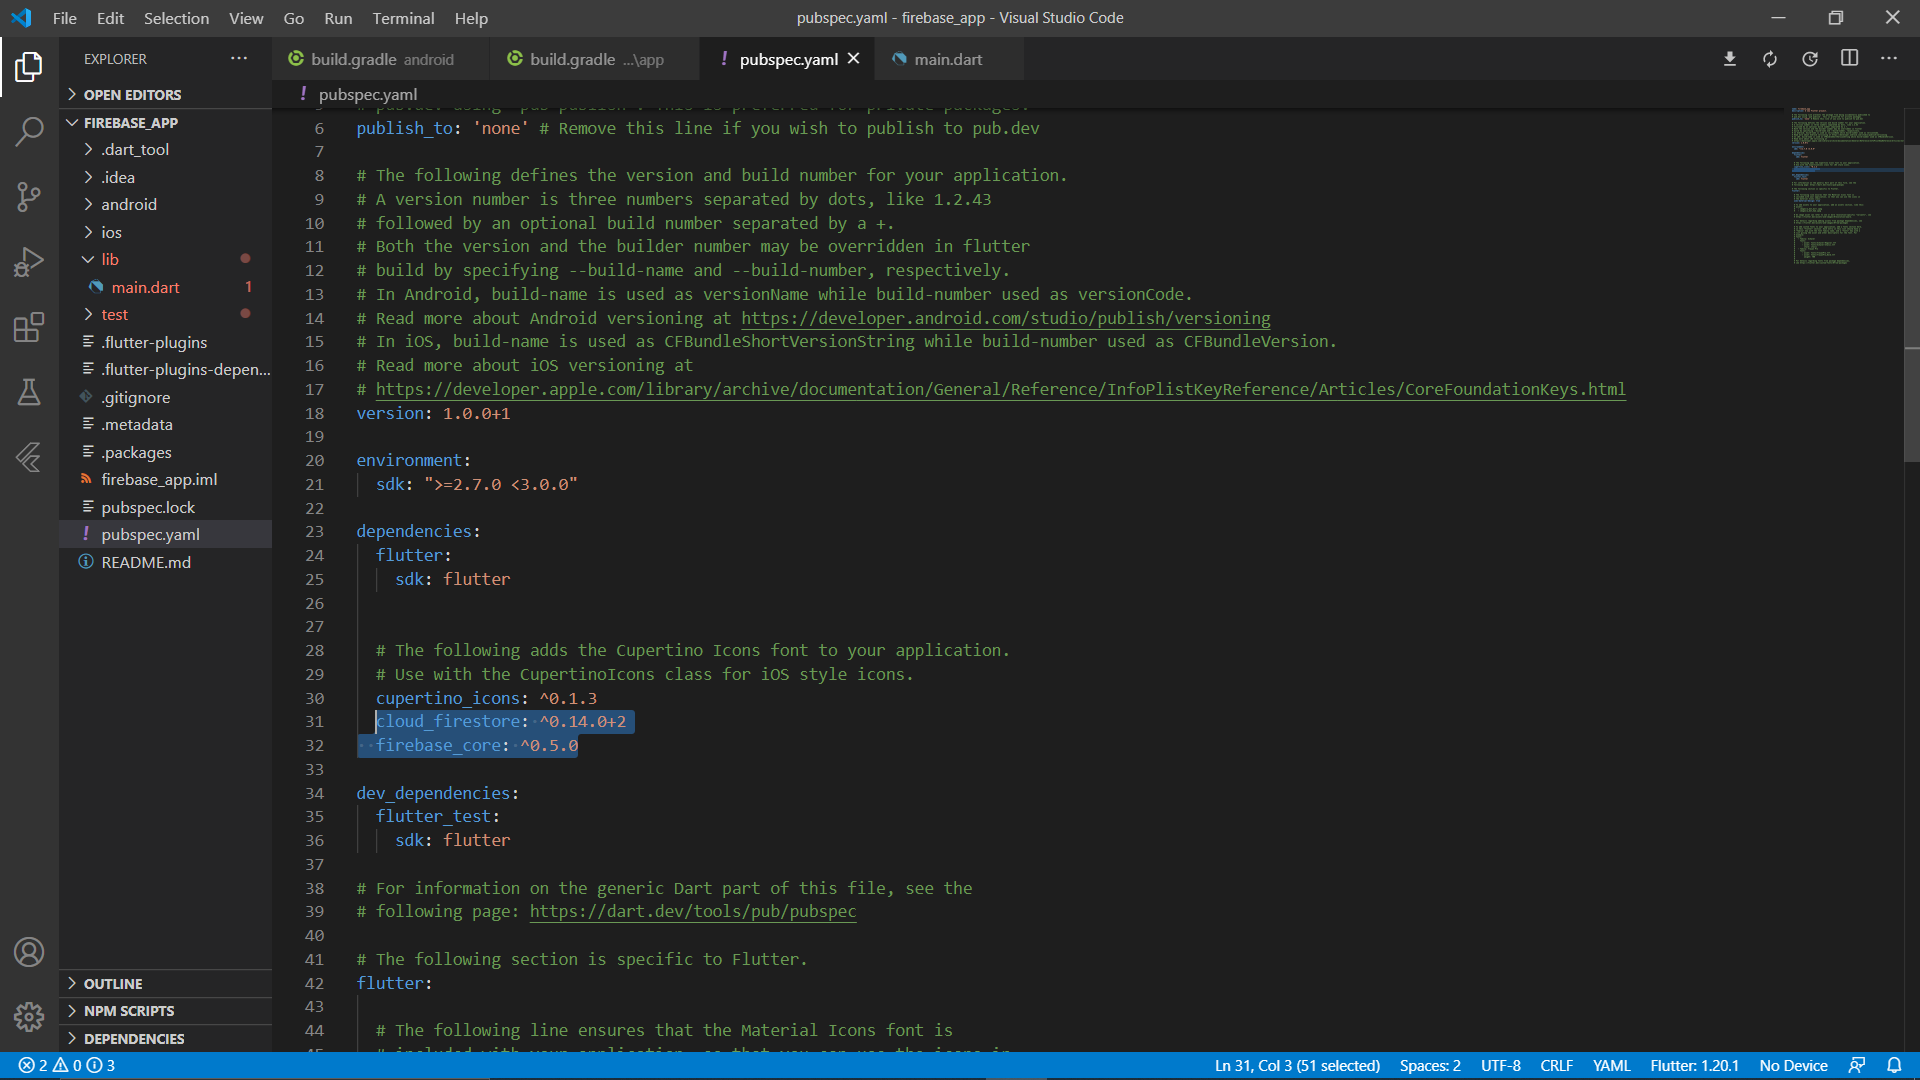 File Edit Selection View Go Run Terminal Help
pubspec.yaml - firebase_app - Visual Studio Code
EXPLORER
OPEN EDITORS
FIREBASE_APP
.dart_tool
.idea
android
ios
lib
main.dart 1
test
.flutter-plugins
.flutter-plugins-depen...
.gitignore
.metadata
.packages
firebase_app.iml
pubspec.lock
pubspec.yaml
README.md
OUTLINE
NPM SCRIPTS
DEPENDENCIES
build.gradle android
build.gradle ...\app
pubspec.yaml
main.dart
pubspec.yaml
6 publish_to: 'none' # Remove this line if you wish to publish to pub.dev
7
8 # The following defines the version and build number for your application.
9 # A version number is three numbers separated by dots, like 1.2.43
10 # followed by an optional build number separated by a +.
11 # Both the version and the builder number may be overridden in flutter
12 # build by specifying --build-name and --build-number, respectively.
13 # In Android, build-name is used as versionName while build-number used as versionCode.
14 # Read more about Android versioning at https://developer.android.com/studio/publish/versioning
15 # In iOS, build-name is used as CFBundleShortVersionString while build-number used as CFBundleVersion.
16 # Read more about iOS versioning at
17 # https://developer.apple.com/library/archive/documentation/General/Reference/InfoPlistKeyReference/Articles/CoreFoundationKeys.html
18 version: 1.0.0+1
19
20 environment:
21 sdk: ">=2.7.0 <3.0.0"
22
23 dependencies:
24 flutter:
25 sdk: flutter
26
27
28 # The following adds the Cupertino Icons font to your application.
29 # Use with the CupertinoIcons class for iOS style icons.
30 cupertino_icons: ^0.1.3
31 cloud_firestore: ^0.14.0+2
32 firebase_core: ^0.5.0
33
34 dev_dependencies:
35 flutter_test:
36 sdk: flutter
37
38 # For information on the generic Dart part of this file, see the
39 # following page: https://dart.dev/tools/pub/pubspec
40
41 # The following section is specific to Flutter.
42 flutter:
43
44 # The following line ensures that the Material Icons font is
2 0 3
Ln 31, Col 3 (51 selected) Spaces: 2 UTF-8 CRLF YAML Flutter: 1.20.1 No Device